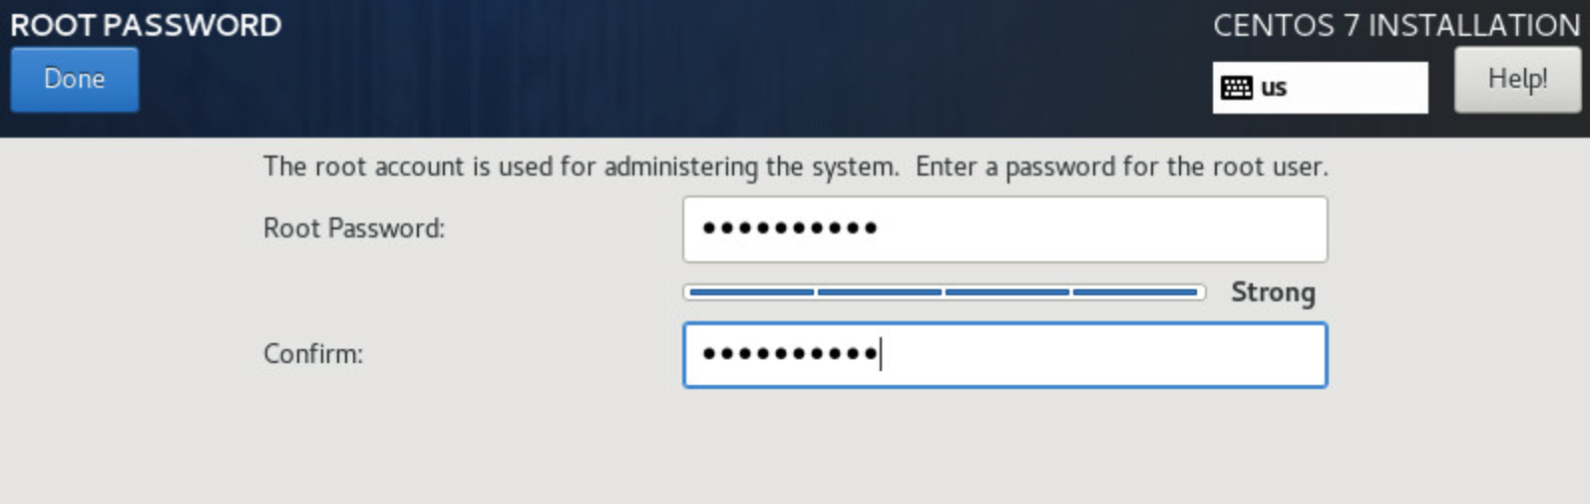 ROOT PASSWORD
CENTOS 7 INSTALLATION
Done
us
Help!
The root account is used for administering the system.  Enter a password for the root user.
Root Password:
••••••••••
Strong
Confirm:
••••••••••